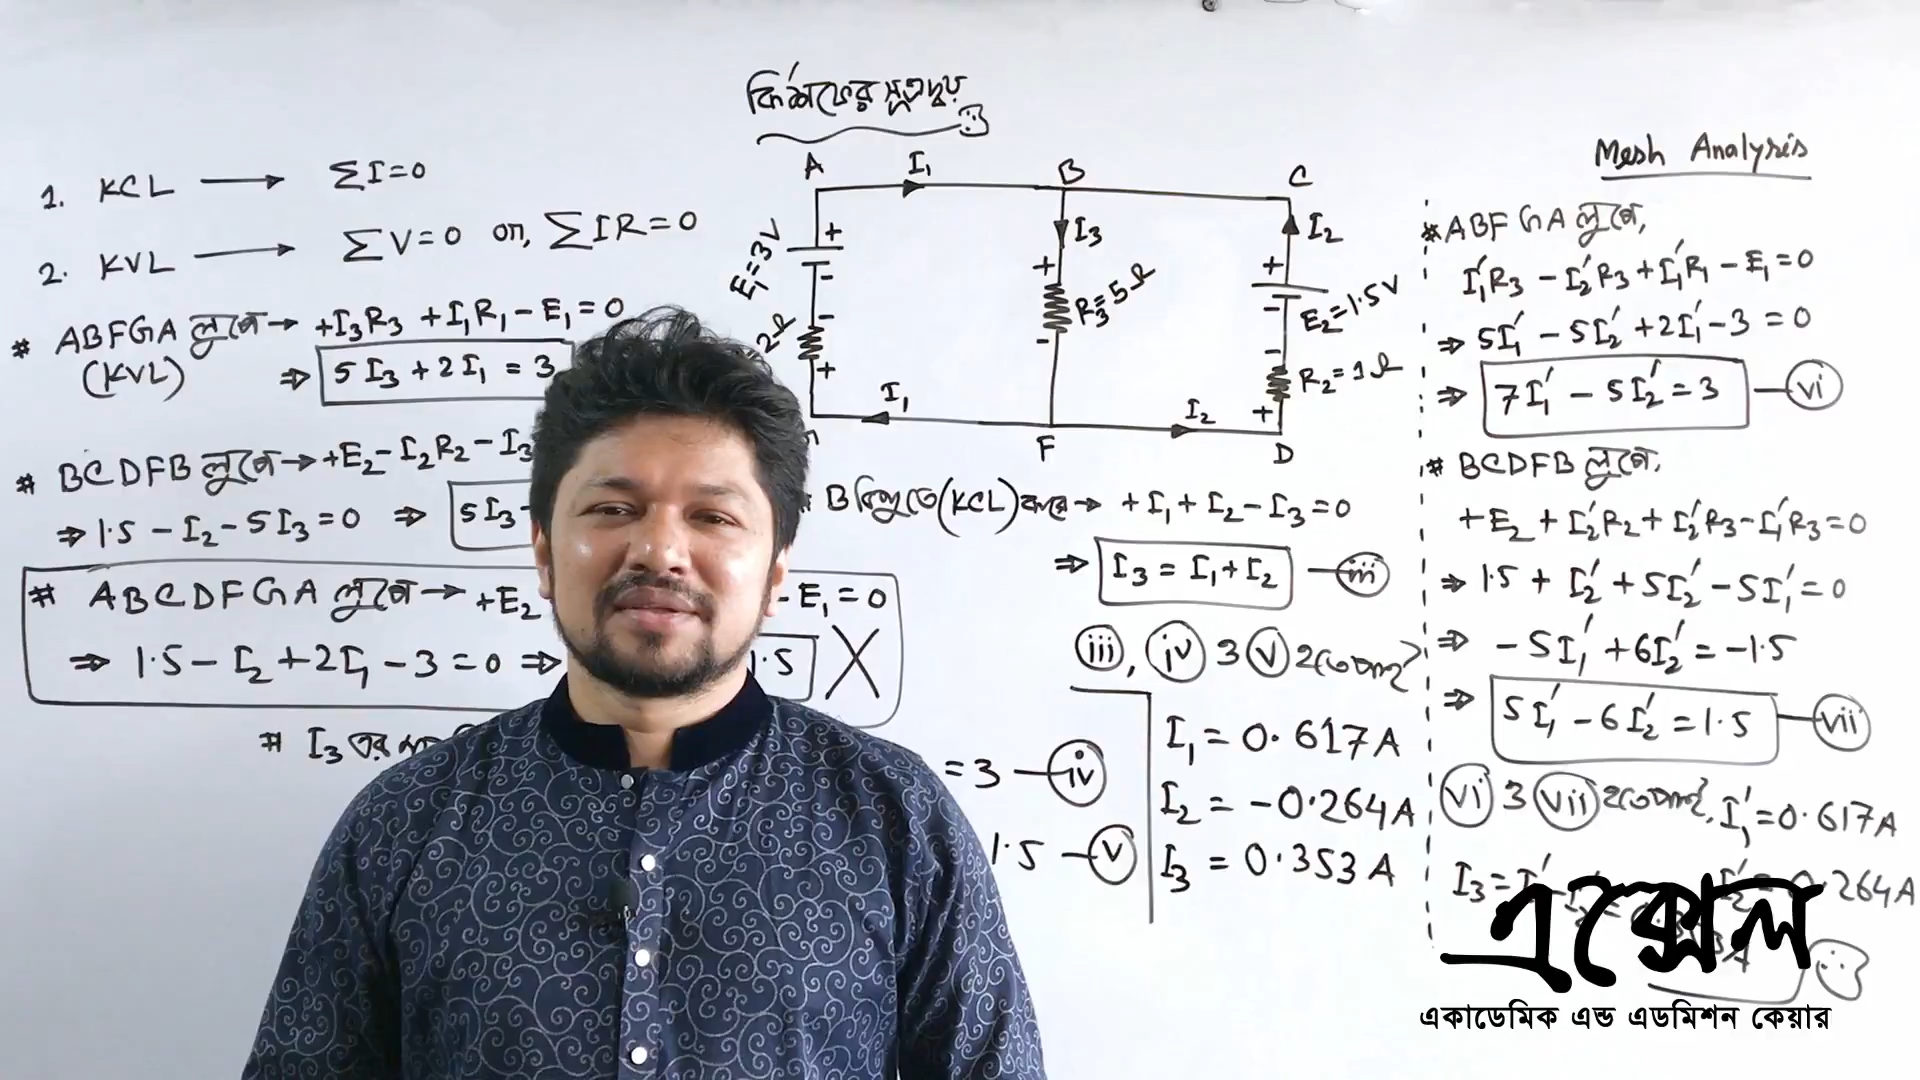 কির্শফের সূত্রদ্বয়
1. KCL → ΣI=0
2. KVL → ΣV=0 or, ΣIR=0
* ABFGA লুপে → +I₃R₃ + I₁R₁ - E₁ = 0
(KVL) ⇒ 5I₃ + 2I₁ = 3
* BCDFB লুপে → +E₂ - I₂R₂ - I₃
⇒ 1.5 - I₂ - 5I₃ = 0 ⇒ 5I₃
* ABCDFGA লুপে → +E₂ - E₁ = 0
⇒ 1.5 - I₂ + 2I₁ - 3 = 0 ⇒ 1.5 X
* I₃ এর
= 3 — iv
1.5 — v
A I₁ B C
E₁=3V + -
- 2Ω +
I₃ + R₃=5Ω -
I₂ + E₂=1.5V -
- R₂=1Ω +
I₁ F I₂ D
* B বিন্দুতে (KCL) করে → +I₁ + I₂ - I₃ = 0
⇒ I₃ = I₁ + I₂ — iii
iii, iv ও v হতে
I₁ = 0.617A
I₂ = -0.264A
I₃ = 0.353A
Mesh Analysis
* ABFGA লুপে,
I₁'R₃ - I₂'R₃ + I₁'R₁ - E₁ = 0
⇒ 5I₁' - 5I₂' + 2I₁' - 3 = 0
⇒ 7I₁' - 5I₂' = 3 — vi
* BCDFB লুপে,
+E₂ + I₂'R₂ + I₂'R₃ - I₁'R₃ = 0
⇒ 1.5 + I₂' + 5I₂' - 5I₁' = 0
⇒ -5I₁' + 6I₂' = -1.5
⇒ 5I₁' - 6I₂' = 1.5 — vii
vi ও vii হতে, I₁' = 0.617A
I₃ = I₁' - I₂' = .264A
এক্সেল
একাডেমিক এন্ড এডমিশন কেয়ার